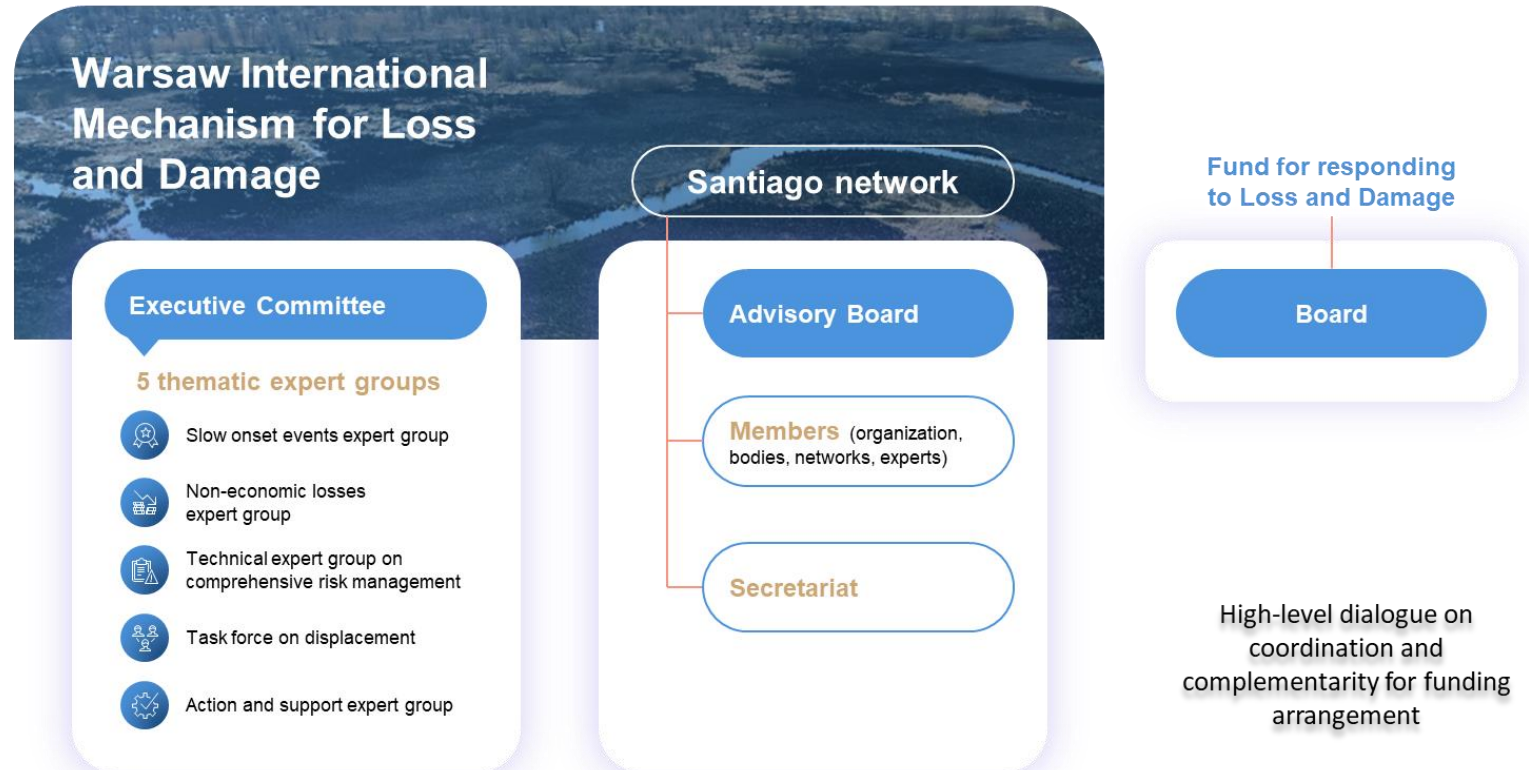 Warsaw International
Mechanism for Loss
and Damage
Executive Committee
5 thematic expert groups
Slow onset events expert group
Non-economic losses
expert group
Technical expert group on
comprehensive risk management
Task force on displacement
Action and support expert group
Santiago network
Advisory Board
Members (organization,
bodies, networks, experts)
Secretariat
Fund for responding
to Loss and Damage
Board
High-level dialogue on
coordination and
complementarity for funding
arrangement